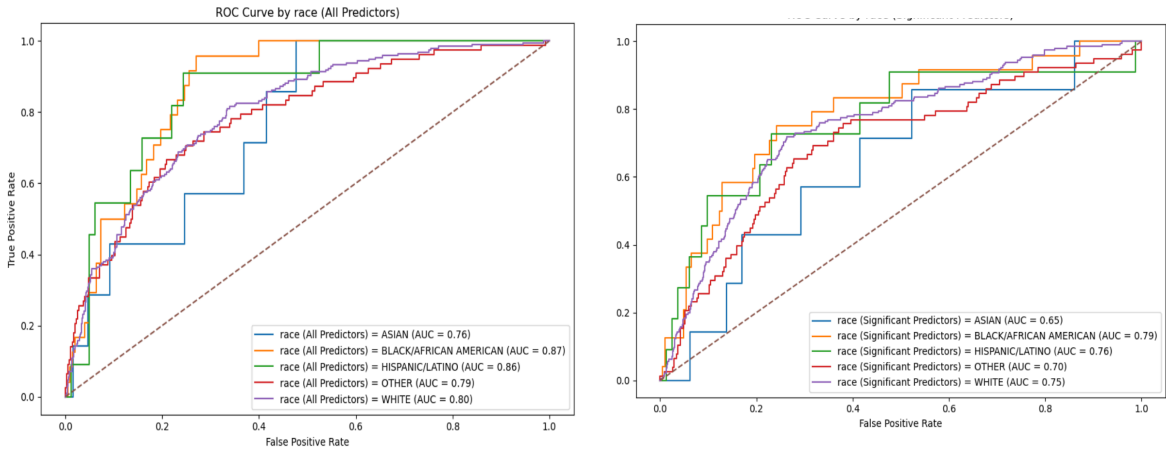 ROC Curve by race (All Predictors)
True Positive Rate
1.0
0.8
0.6
0.4
0.2
0.0
race (All Predictors) = ASIAN (AUC = 0.76)
race (All Predictors) = BLACK/AFRICAN AMERICAN (AUC = 0.87)
race (All Predictors) = HISPANIC/LATINO (AUC = 0.86)
race (All Predictors) = OTHER (AUC = 0.79)
race (All Predictors) = WHITE (AUC = 0.80)
0.0 0.2 0.4 0.6 0.8 1.0
False Positive Rate
ROC Curve by race (Significant Predictors)
1.0
0.8
0.6
0.4
0.2
0.0
race (Significant Predictors) = ASIAN (AUC = 0.65)
race (Significant Predictors) = BLACK/AFRICAN AMERICAN (AUC = 0.79)
race (Significant Predictors) = HISPANIC/LATINO (AUC = 0.76)
race (Significant Predictors) = OTHER (AUC = 0.70)
race (Significant Predictors) = WHITE (AUC = 0.75)
0.0 0.2 0.4 0.6 0.8 1.0
False Positive Rate